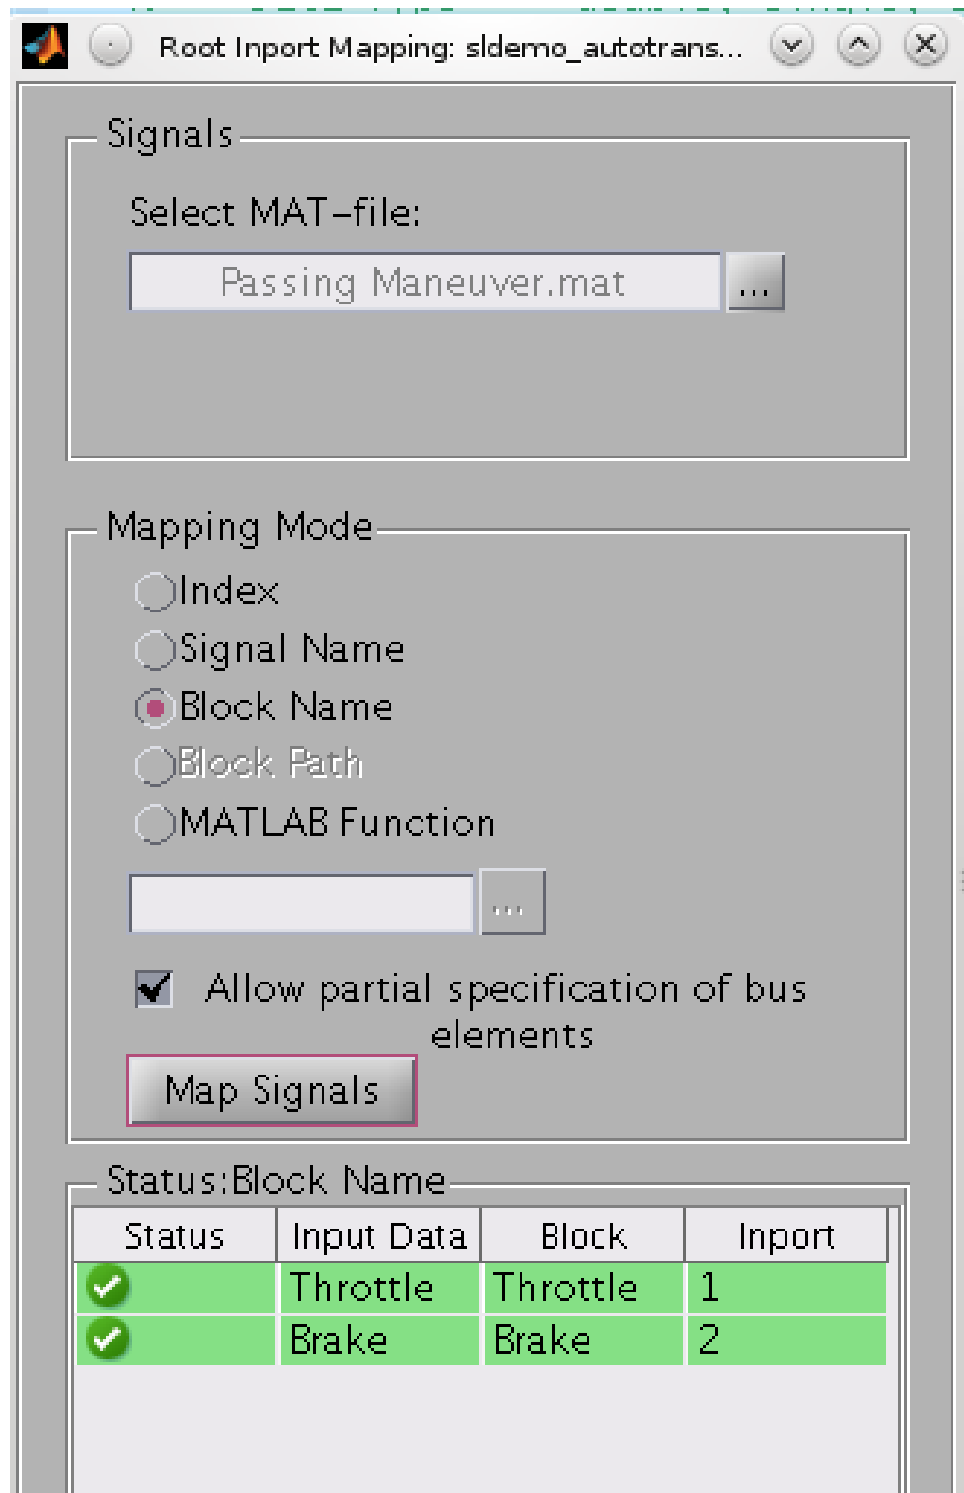 Root Inport Mapping: sldemo_autotrans...
Signals
Select MAT-file:
Passing Maneuver.mat ...
Mapping Mode
Index
Signal Name
Block Name
Block Path
MATLAB Function
...
Allow partial specification of bus
elements
Map Signals
Status:Block Name
Status Input Data Block Inport
Throttle Throttle 1
Brake Brake 2